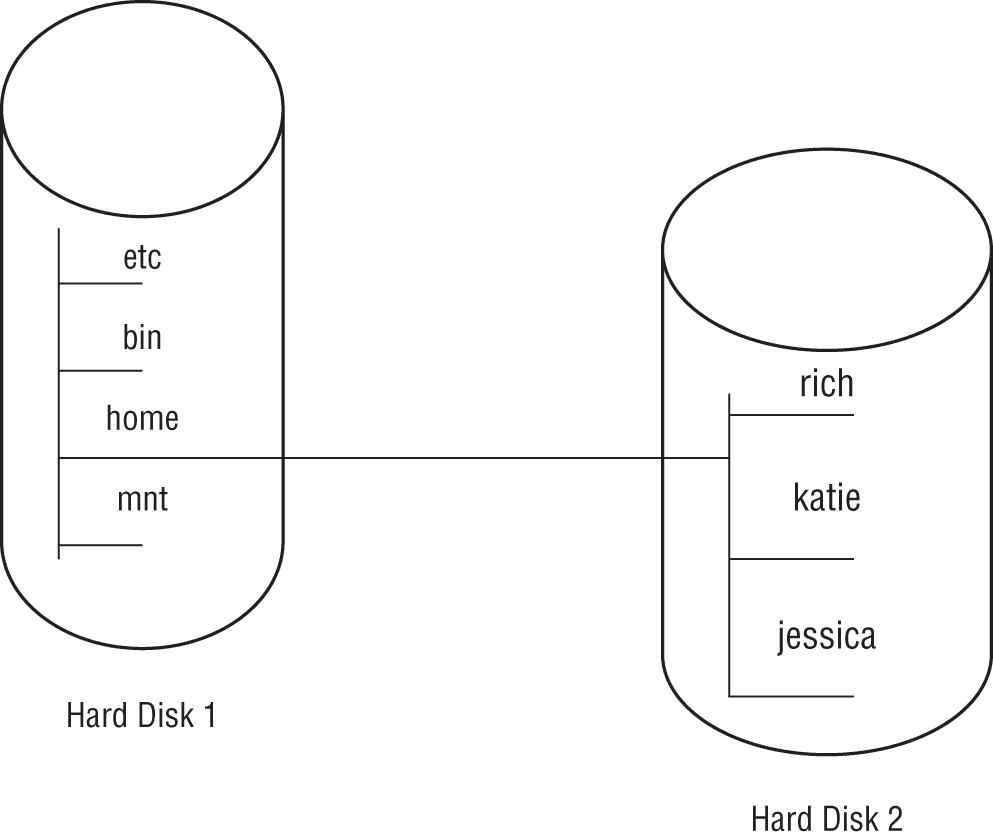 etc
bin
home
mnt
Hard Disk 1
rich
katie
jessica
Hard Disk 2